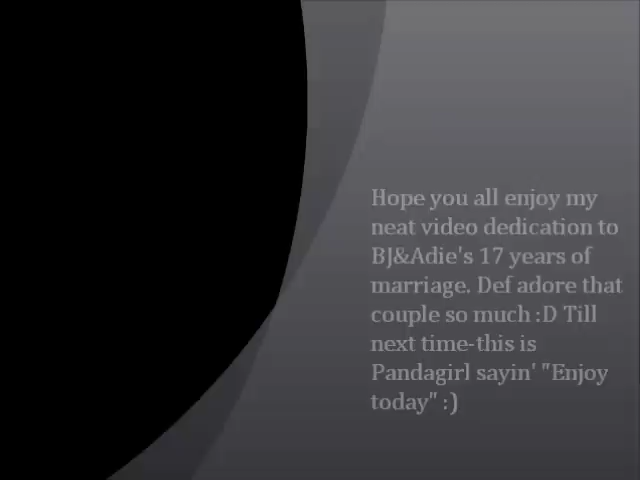 Hope you all enjoy my
neat video dedication to
BJ&Adie's 17 years of
marriage. Def adore that
couple so much :D Till
next time-this is
Pandagirl sayin' "Enjoy
today" :)